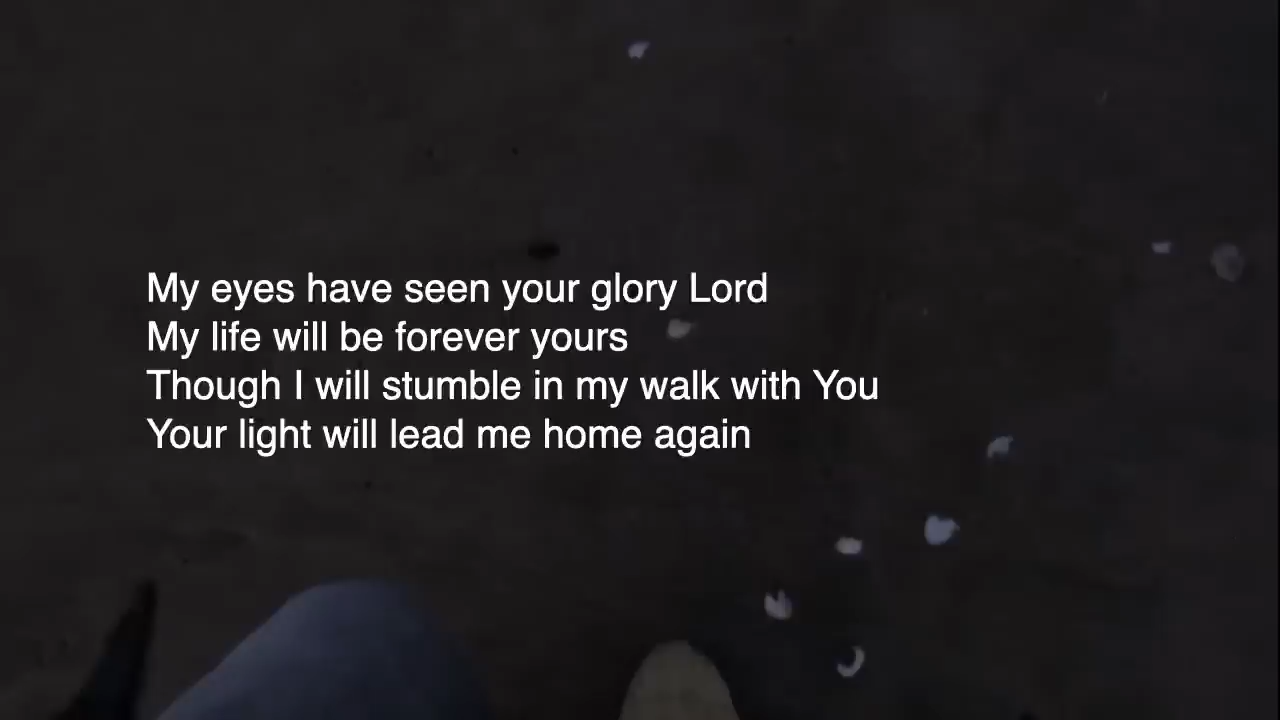 My eyes have seen your glory Lord
My life will be forever yours
Though I will stumble in my walk with You
Your light will lead me home again